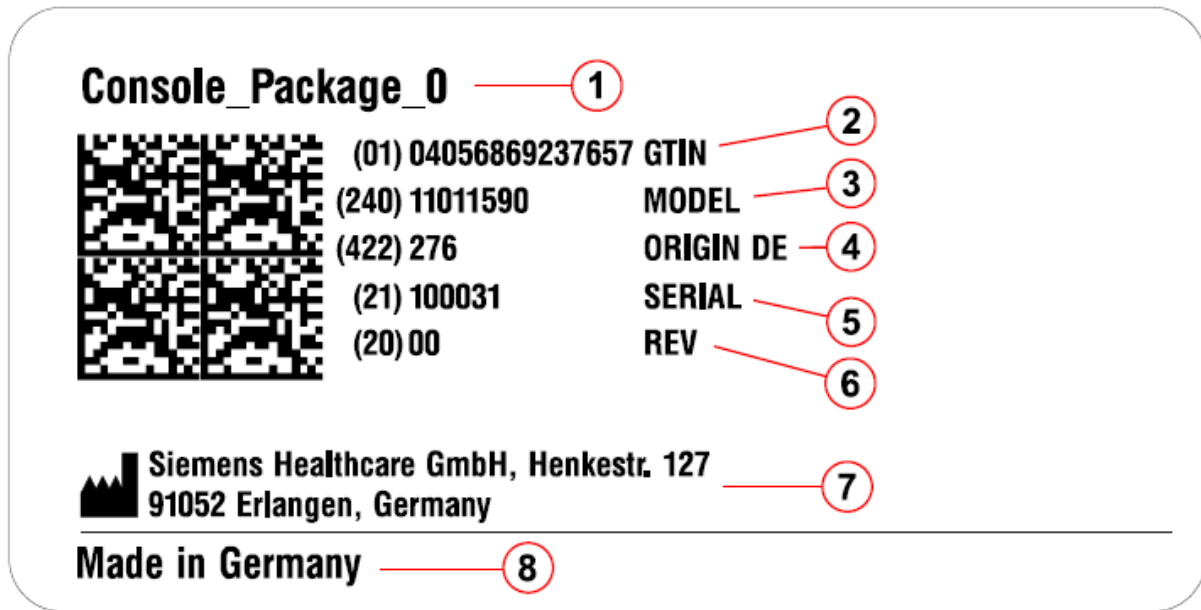 Console_Package_0 1
(01) 04056869237657 GTIN 2
(240) 11011590 MODEL 3
(422) 276 ORIGIN DE 4
(21) 100031 SERIAL 5
(20) 00 REV 6
Siemens Healthcare GmbH, Henkestr. 127
91052 Erlangen, Germany 7
Made in Germany 8